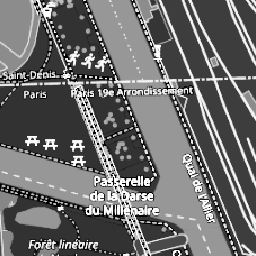 Saint-Denis
Paris
Paris 19e Arrondissement
Quai de l'Allier
Passerelle
de la Darse
du Millénaire
Forêt linéaire